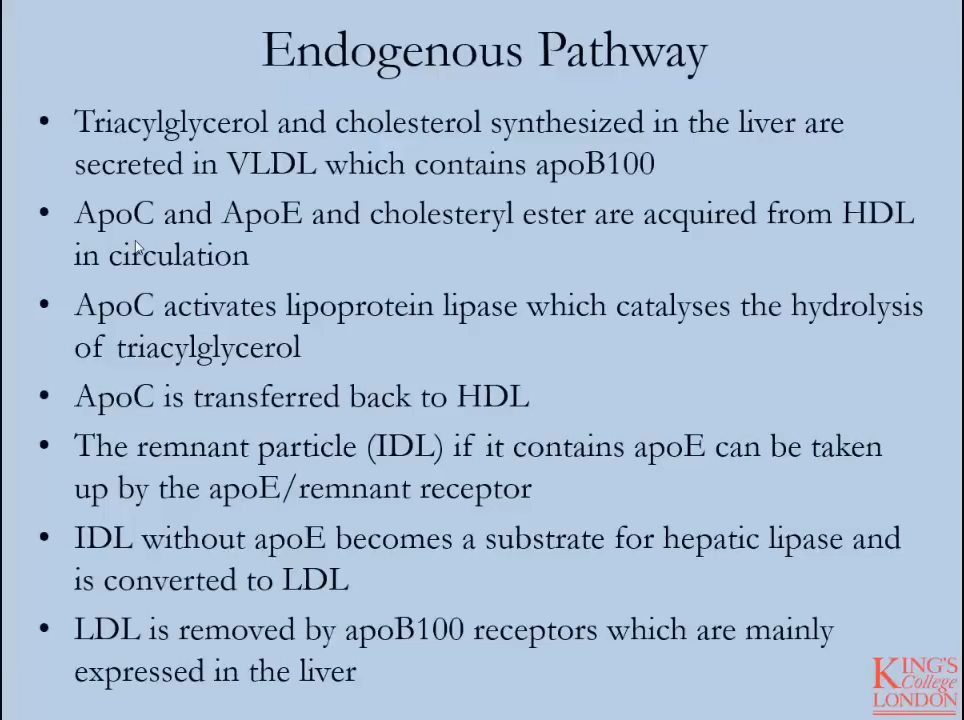 Endogenous Pathway
• Triacylglycerol and cholesterol synthesized in the liver are
secreted in VLDL which contains apoB100
• ApoC and ApoE and cholesteryl ester are acquired from HDL
in circulation
• ApoC activates lipoprotein lipase which catalyses the hydrolysis
of triacylglycerol
• ApoC is transferred back to HDL
• The remnant particle (IDL) if it contains apoE can be taken
up by the apoE/remnant receptor
• IDL without apoE becomes a substrate for hepatic lipase and
is converted to LDL
• LDL is removed by apoB100 receptors which are mainly
expressed in the liver
KING'S
College
LONDON